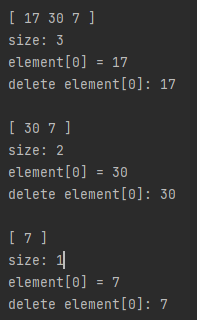 [ 17 30 7 ]
size: 3
element[0] = 17
delete element[0]: 17
[ 30 7 ]
size: 2
element[0] = 30
delete element[0]: 30
[ 7 ]
size: 1
element[0] = 7
delete element[0]: 7